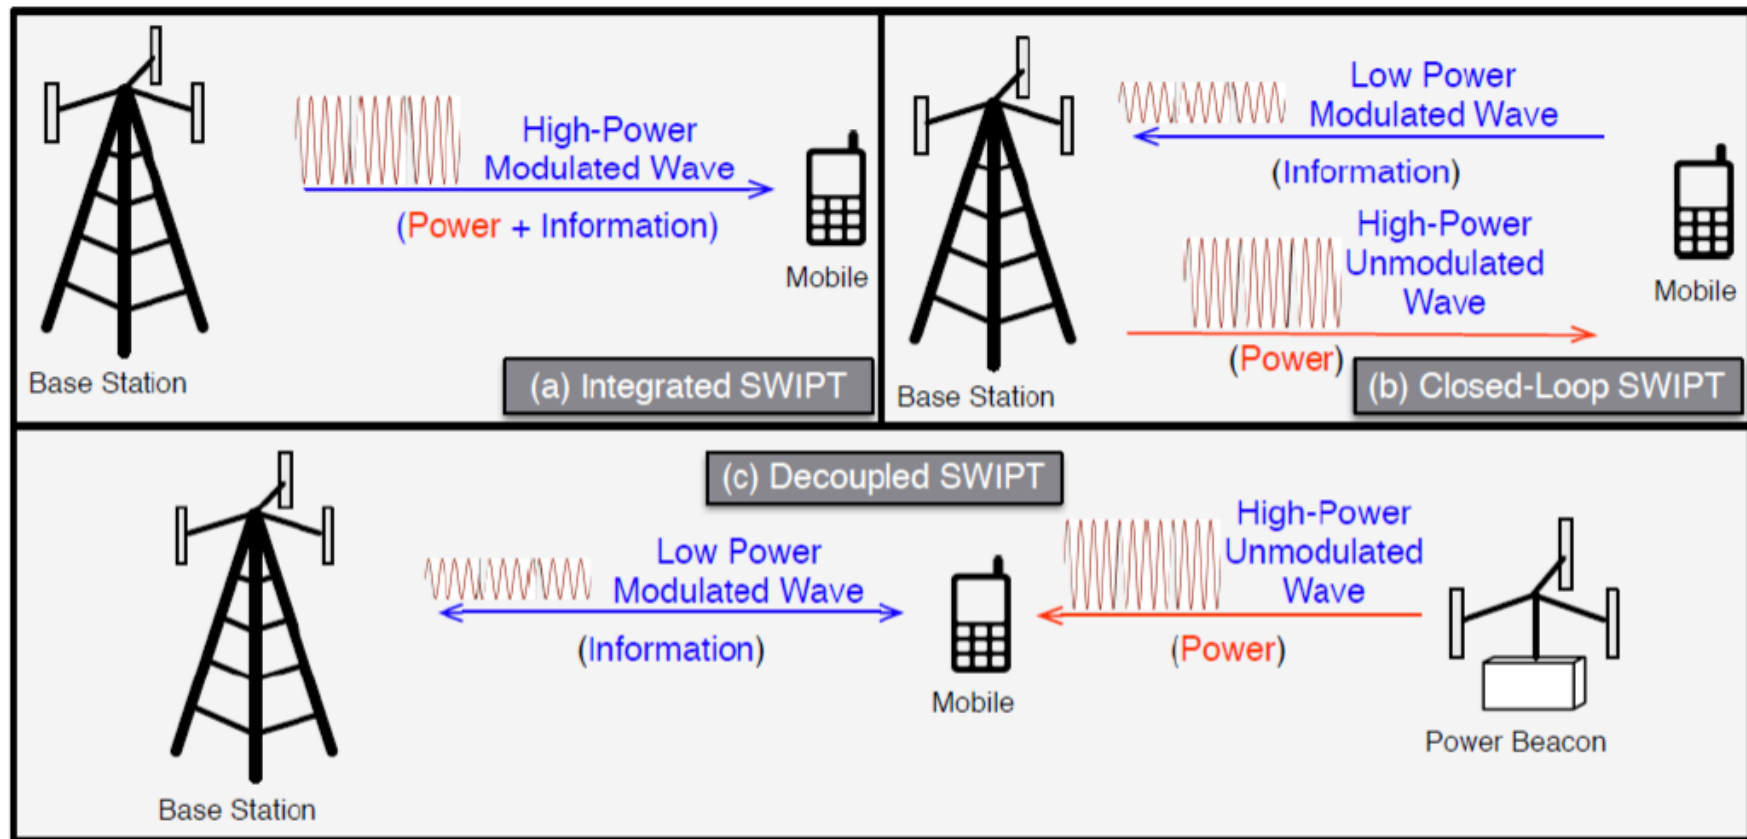 High-Power
Modulated Wave
(Power + Information)
Mobile
Base Station
(a) Integrated SWIPT
Low Power
Modulated Wave
(Information)
High-Power
Unmodulated
Wave
(Power)
Mobile
Base Station
(b) Closed-Loop SWIPT
(c) Decoupled SWIPT
Low Power
Modulated Wave
(Information)
Mobile
High-Power
Unmodulated
Wave
(Power)
Power Beacon
Base Station